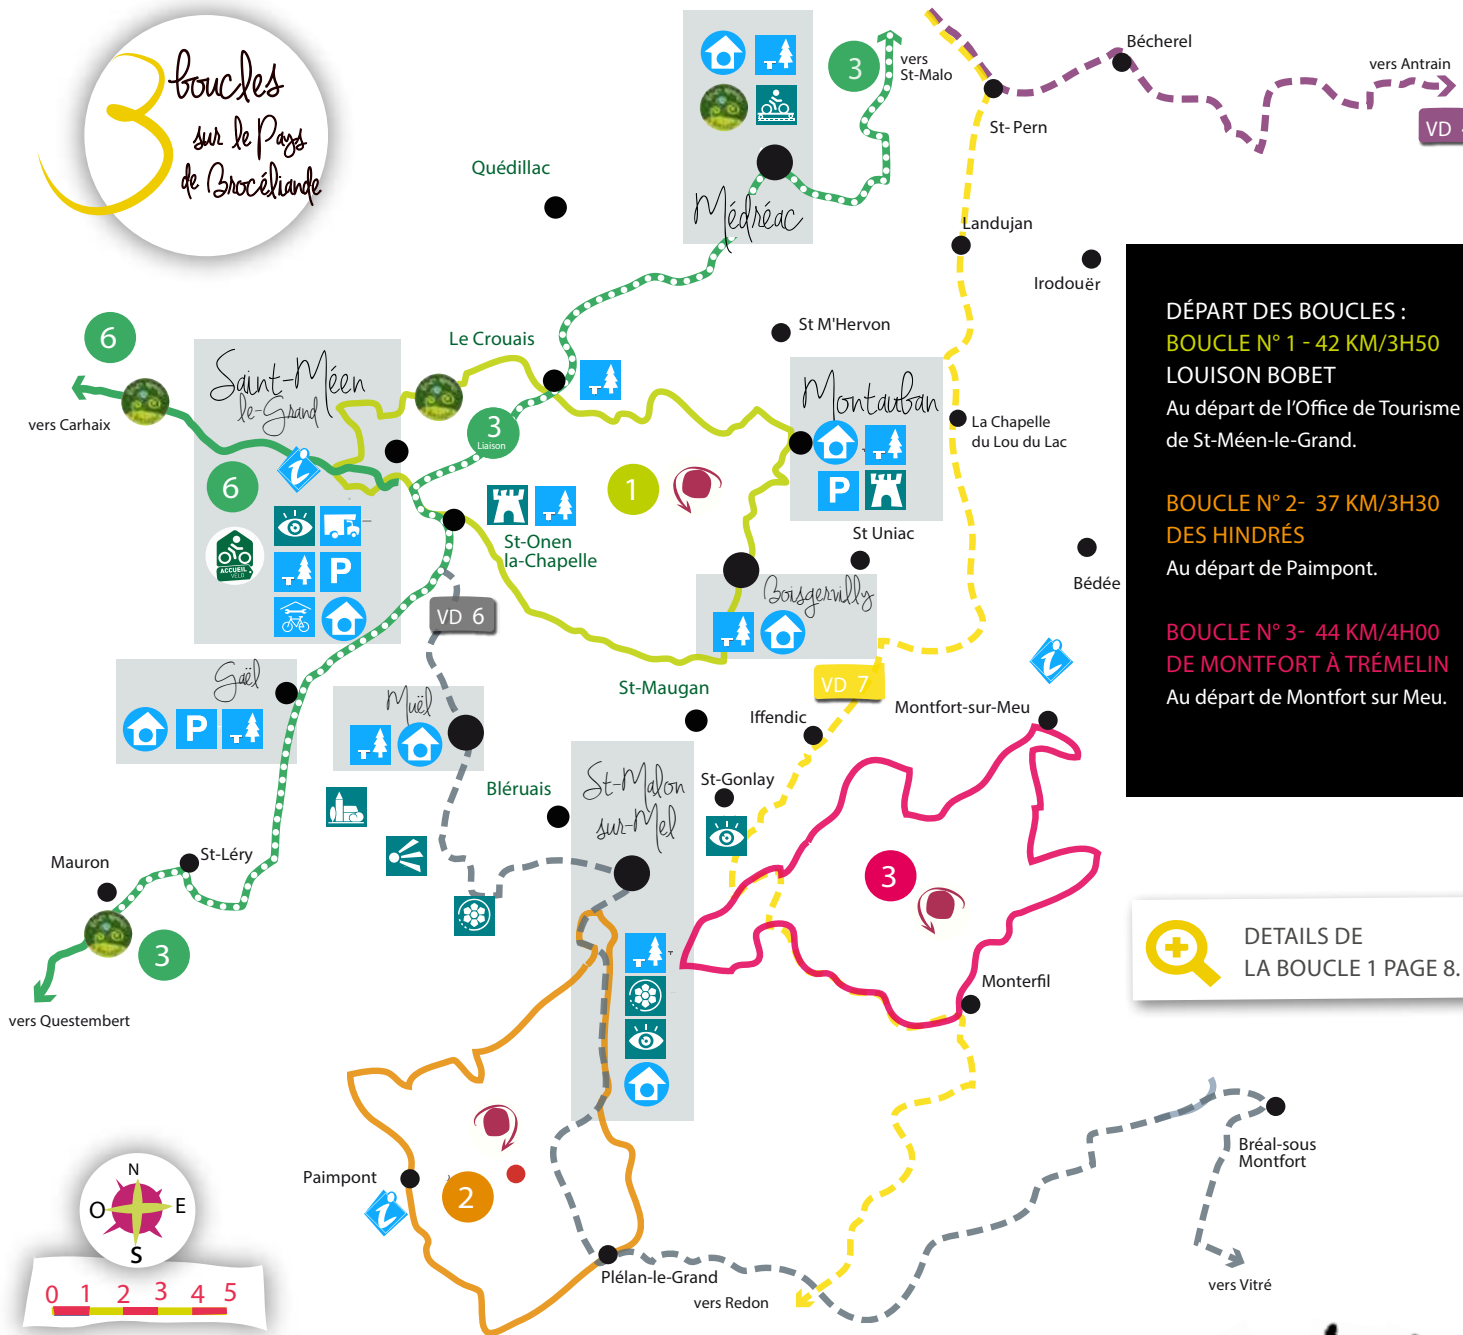 3 boucles
sur le Pays
de Brocéliande
Médréac
3
vers
St-Malo
Bécherel
vers Antrain
St- Pern
VD
Quédillac
Landujan
Irodouër
DÉPART DES BOUCLES :
BOUCLE N° 1 - 42 KM/3H50
LOUISON BOBET
Au départ de l'Office de Tourisme
de St-Méen-le-Grand.
BOUCLE N° 2- 37 KM/3H30
DES HINDRÉS
Au départ de Paimpont.
BOUCLE N° 3- 44 KM/4H00
DE MONTFORT À TRÉMELIN
Au départ de Montfort sur Meu.
6
vers Carhaix
Saint-Méen
le-Grand
Le Crouais
St M'Hervon
Montauban
P
La Chapelle
du Lou du Lac
3
Liaison
1
6
i
ACCUEIL
VÉLO
P
St-Onen
la-Chapelle
St Uniac
Bédée
Boisgervilly
VD 6
VD 7
i
Gaël
P
Muël
St-Maugan
Iffendic
Montfort-sur-Meu
Bléruais
St-Malon
sur-Mel
St-Gonlay
Mauron
St-Léry
3
3
vers Questembert
Monterfil
DETAILS DE
LA BOUCLE 1 PAGE 8.
Paimpont
i
2
Plélan-le-Grand
vers Redon
Bréal-sous
Montfort
vers Vitré
N
O
E
S
0 1 2 3 4 5